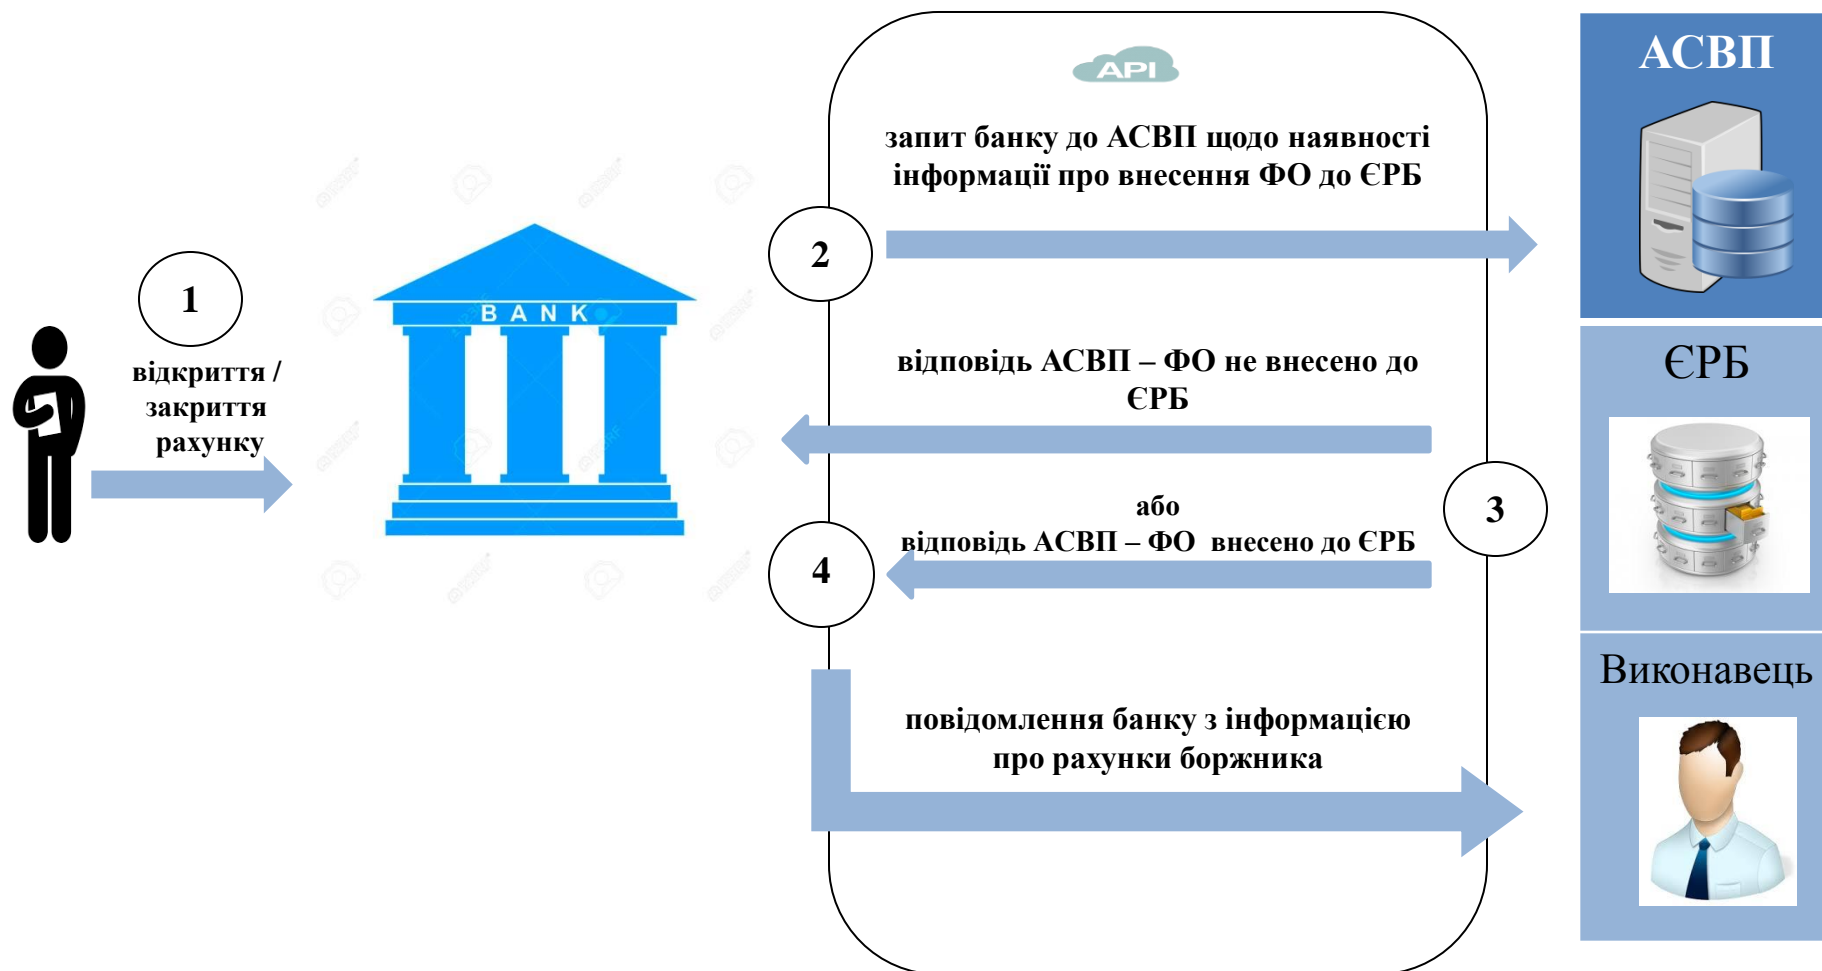 API
АСВП
запит банку до АСВП щодо наявності
інформації про внесення ФО до ЄРБ
2
1
BANK
відкриття /
закриття
рахунку
відповідь АСВП – ФО не внесено до
ЄРБ
ЄРБ
3
або
відповідь АСВП – ФО внесено до ЄРБ
4
Виконавець
повідомлення банку з інформацією
про рахунки боржника